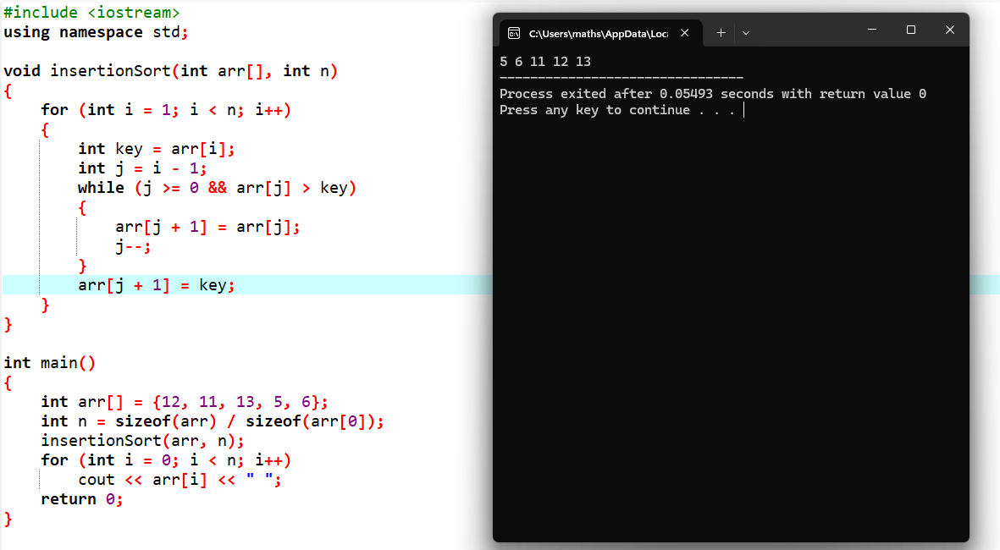 #include <iostream>
using namespace std;

void insertionSort(int arr[], int n)
{
    for (int i = 1; i < n; i++)
    {
        int key = arr[i];
        int j = i - 1;
        while (j >= 0 && arr[j] > key)
        {
            arr[j + 1] = arr[j];
            j--;
        }
        arr[j + 1] = key;
    }
}

int main()
{
    int arr[] = {12, 11, 13, 5, 6};
    int n = sizeof(arr) / sizeof(arr[0]);
    insertionSort(arr, n);
    for (int i = 0; i < n; i++)
        cout << arr[i] << " ";
    return 0;
}
C:\Users\maths\AppData\Loc
5 6 11 12 13
--------------------------------
Process exited after 0.05493 seconds with return value 0
Press any key to continue . . .